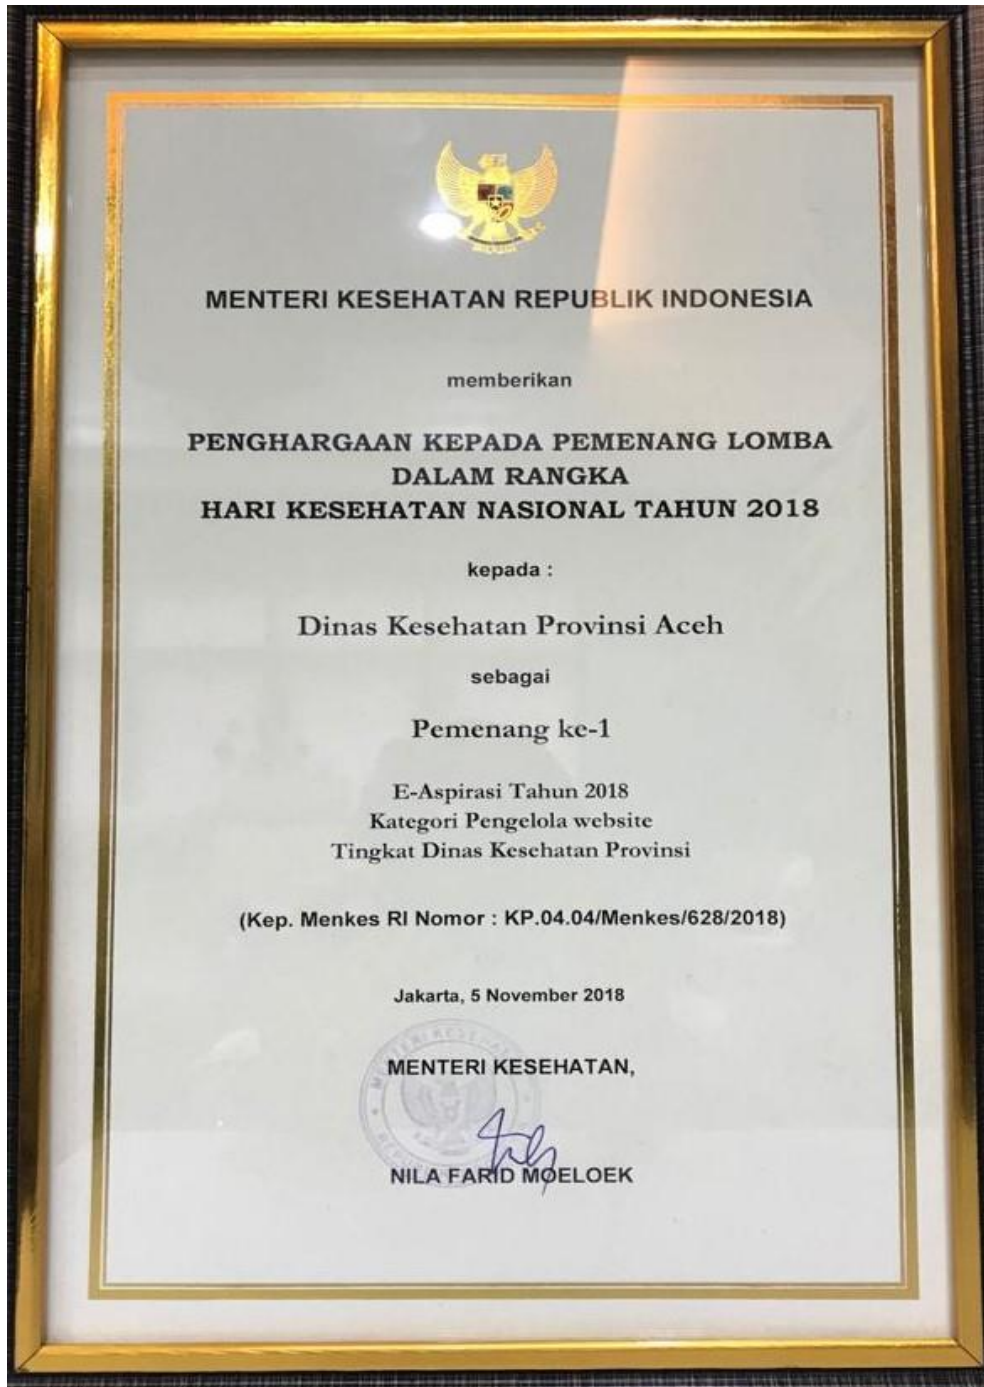 MENTERI KESEHATAN REPUBLIK INDONESIA
memberikan
PENGHARGAAN KEPADA PEMENANG LOMBA
DALAM RANGKA
HARI KESEHATAN NASIONAL TAHUN 2018
kepada :
Dinas Kesehatan Provinsi Aceh
sebagai
Pemenang ke-1
E-Aspirasi Tahun 2018
Kategori Pengelola website
Tingkat Dinas Kesehatan Provinsi
(Kep. Menkes RI Nomor : KP.04.04/Menkes/628/2018)
Jakarta, 5 November 2018
MENTERI KESEHATAN,
NILA FARID MOELOEK